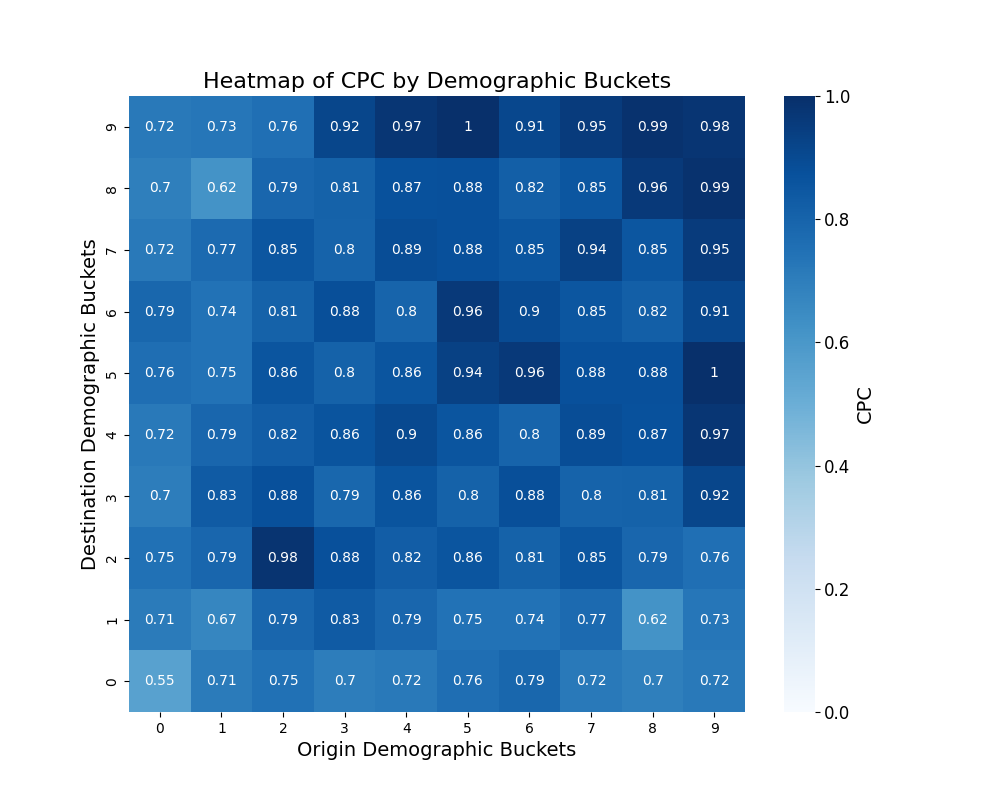 Heatmap of CPC by Demographic Buckets
9 0.72 0.73 0.76 0.92 0.97 1 0.91 0.95 0.99 0.98
8 0.7 0.62 0.79 0.81 0.87 0.88 0.82 0.85 0.96 0.99
7 0.72 0.77 0.85 0.8 0.89 0.88 0.85 0.94 0.85 0.95
6 0.79 0.74 0.81 0.88 0.8 0.96 0.9 0.85 0.82 0.91
5 0.76 0.75 0.86 0.8 0.86 0.94 0.96 0.88 0.88 1
4 0.72 0.79 0.82 0.86 0.9 0.86 0.8 0.89 0.87 0.97
3 0.7 0.83 0.88 0.79 0.86 0.8 0.88 0.8 0.81 0.92
2 0.75 0.79 0.98 0.88 0.82 0.86 0.81 0.85 0.79 0.76
1 0.71 0.67 0.79 0.83 0.79 0.75 0.74 0.77 0.62 0.73
0 0.55 0.71 0.75 0.7 0.72 0.76 0.79 0.72 0.7 0.72
0 1 2 3 4 5 6 7 8 9
Origin Demographic Buckets
Destination Demographic Buckets
1.0
0.8
0.6
0.4
0.2
0.0
CPC